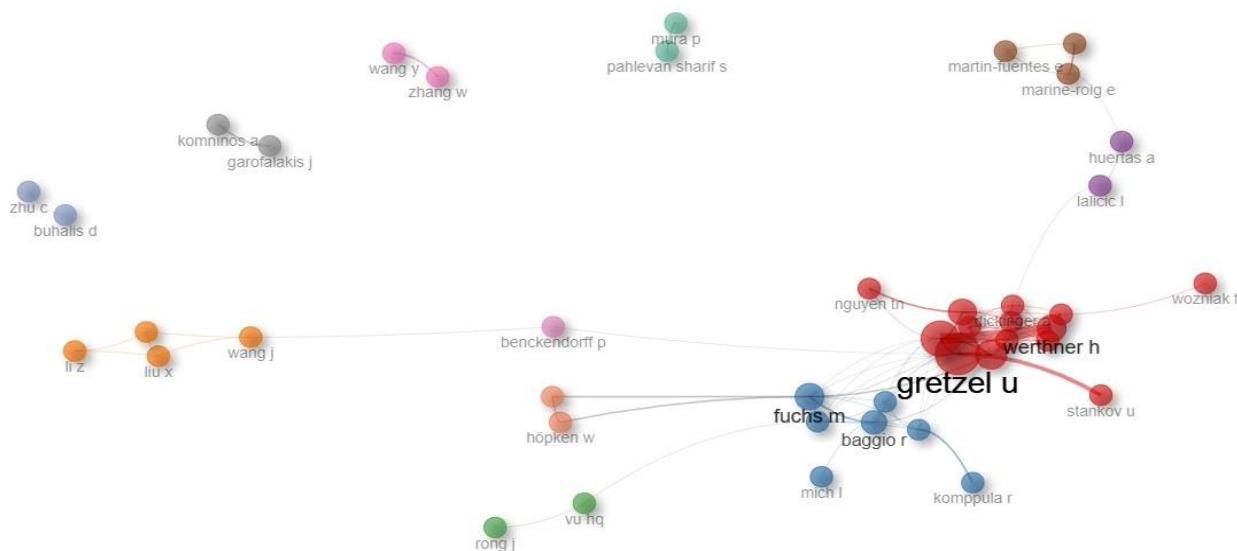 mura p
wang y
pahlevan sharif s
martin-fuentes e
zhang w
marine-roig e
komninos a
garofalakis j
huertas a
lalicic l
zhu c
buhalis d
nguyen tn
wozniak t
dickinger a
benckendorff p
wang j
werthner h
liu x
li z
gretzel u
stankov u
fuchs m
baggio r
höpken w
mich l
komppula r
vu hq
rong j